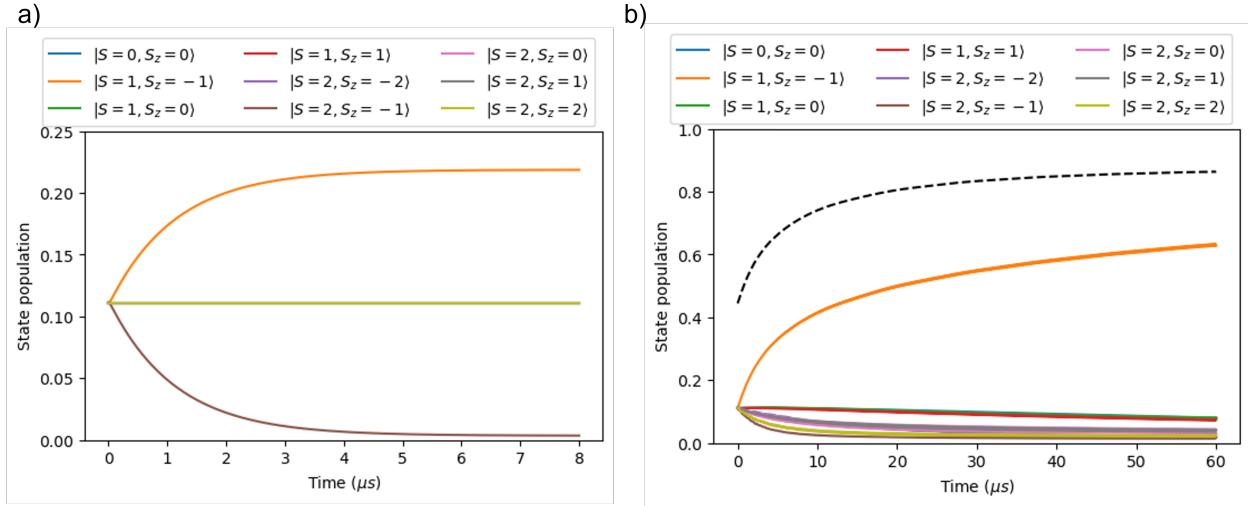 a)
|S = 0, S_z = 0⟩ |S = 1, S_z = 1⟩ |S = 2, S_z = 0⟩
|S = 1, S_z = −1⟩ |S = 2, S_z = −2⟩ |S = 2, S_z = 1⟩
|S = 1, S_z = 0⟩ |S = 2, S_z = −1⟩ |S = 2, S_z = 2⟩
0.25
0.20
0.15
0.10
0.05
0.00
State population
0 1 2 3 4 5 6 7 8
Time (μs)
b)
|S = 0, S_z = 0⟩ |S = 1, S_z = 1⟩ |S = 2, S_z = 0⟩
|S = 1, S_z = −1⟩ |S = 2, S_z = −2⟩ |S = 2, S_z = 1⟩
|S = 1, S_z = 0⟩ |S = 2, S_z = −1⟩ |S = 2, S_z = 2⟩
1.0
0.8
0.6
0.4
0.2
0.0
State population
0 10 20 30 40 50 60
Time (μs)